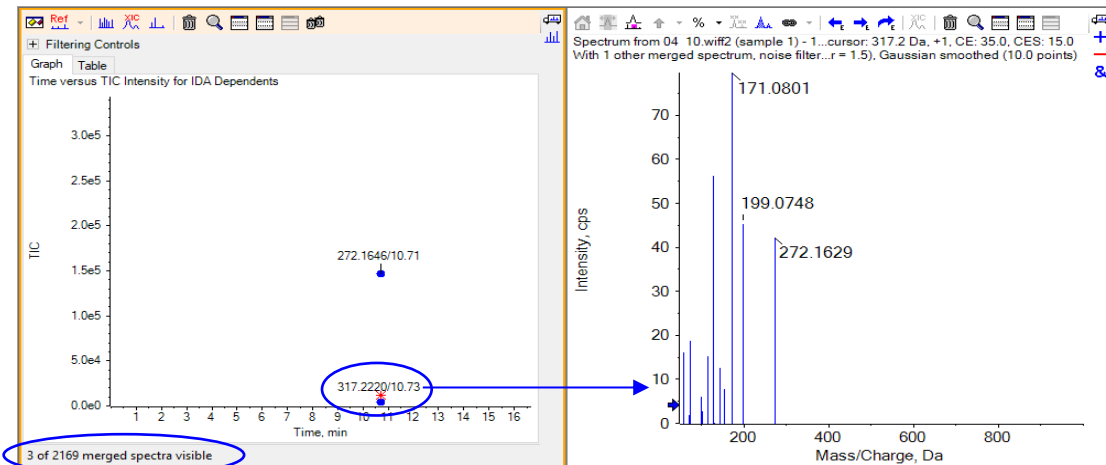 Ref
XIC
%
XIC
Filtering Controls
Graph Table
Time versus TIC Intensity for IDA Dependents
3.0e5
2.5e5
2.0e5
1.5e5
1.0e5
5.0e4
0.0e0
TIC
272.1646/10.71
317.2220/10.73
1 2 3 4 5 6 7 8 9 10 11 12 13 14 15 16
Time, min
3 of 2169 merged spectra visible
Spectrum from 04_10.wiff2 (sample 1) - 1...cursor: 317.2 Da, +1, CE: 35.0, CES: 15.0
With 1 other merged spectrum, noise filter...r = 1.5), Gaussian smoothed (10.0 points)
+
−
&
70
60
50
40
30
20
10
0
Intensity, cps
171.0801
199.0748
272.1629
200 400 600 800
Mass/Charge, Da